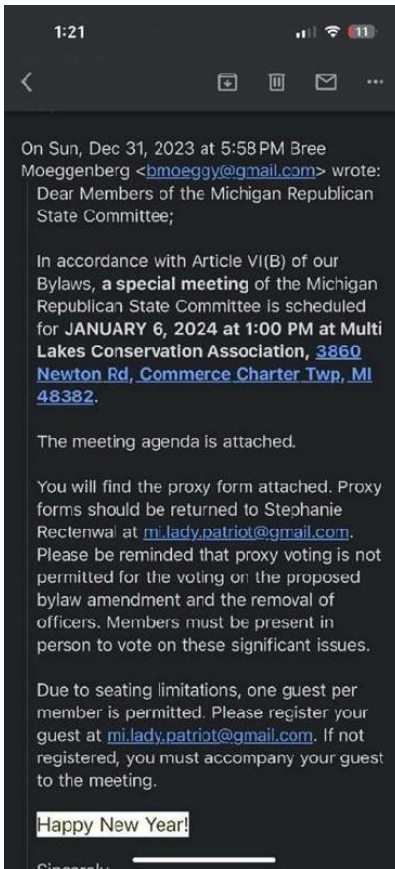 1:21
11
On Sun, Dec 31, 2023 at 5:58 PM Bree
Moeggenberg <bmoeggy@gmail.com> wrote:
Dear Members of the Michigan Republican
State Committee;
In accordance with Article VI(B) of our
Bylaws, a special meeting of the Michigan
Republican State Committee is scheduled
for JANUARY 6, 2024 at 1:00 PM at Multi
Lakes Conservation Association, 3860
Newton Rd, Commerce Charter Twp, MI
48382.
The meeting agenda is attached.
You will find the proxy form attached. Proxy
forms should be returned to Stephanie
Rectenwal at mi.lady.patriot@gmail.com.
Please be reminded that proxy voting is not
permitted for the voting on the proposed
bylaw amendment and the removal of
officers. Members must be present in
person to vote on these significant issues.
Due to seating limitations, one guest per
member is permitted. Please register your
guest at mi.lady.patriot@gmail.com. If not
registered, you must accompany your guest
to the meeting.
Happy New Year!